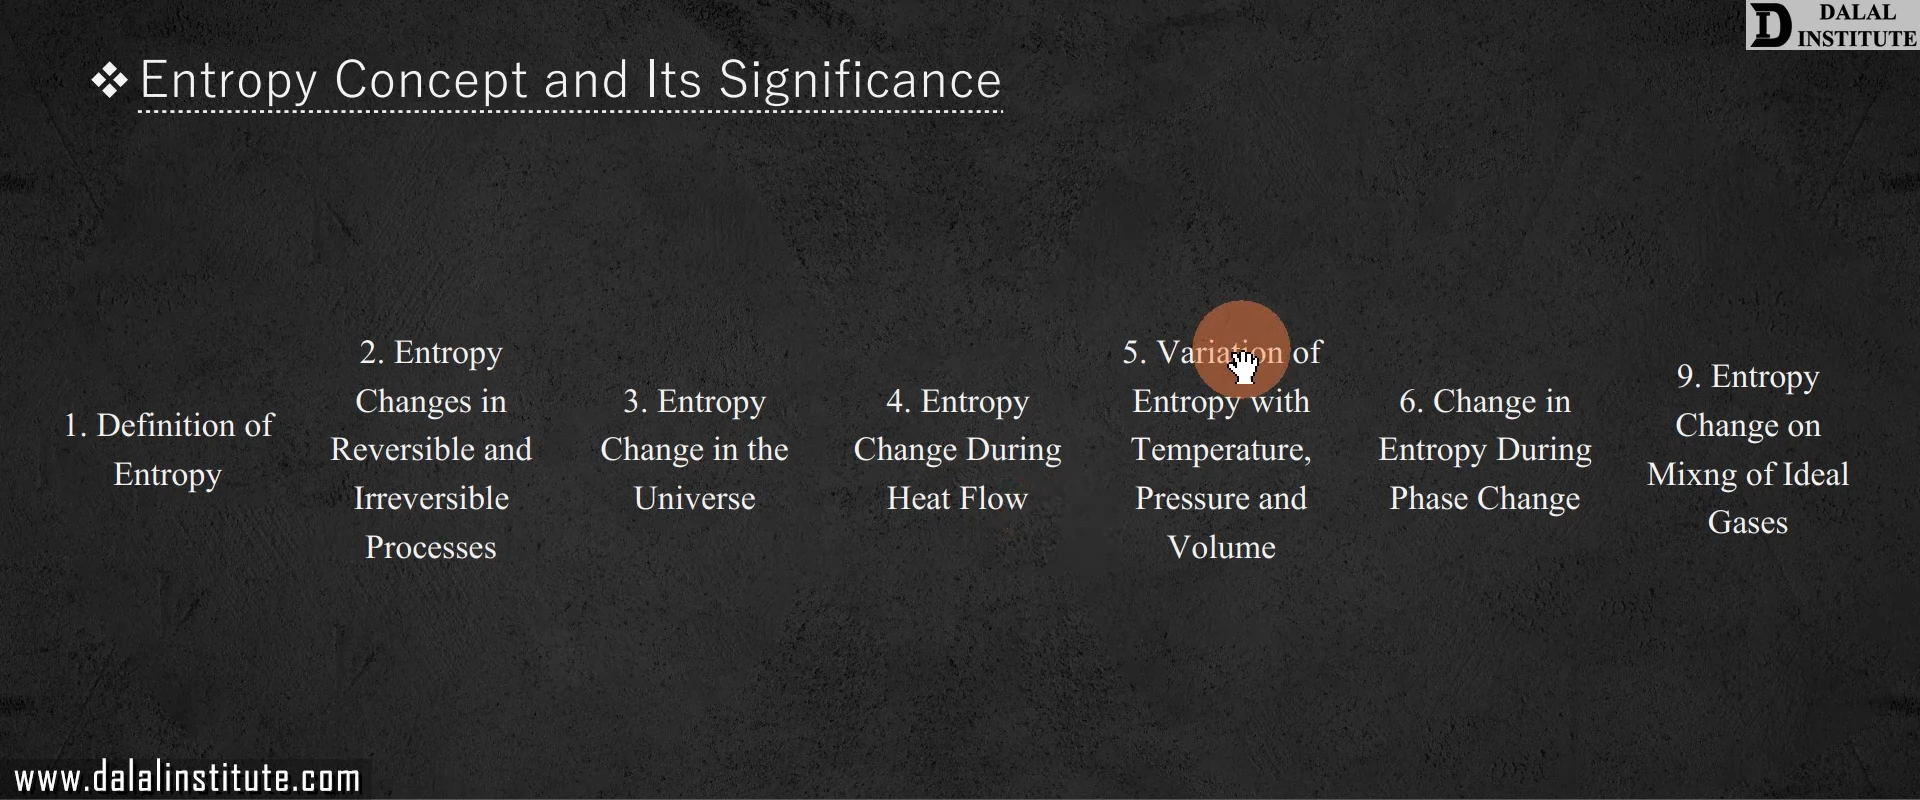 DALAL
INSTITUTE
Entropy Concept and Its Significance
1. Definition of
Entropy
2. Entropy
Changes in
Reversible and
Irreversible
Processes
3. Entropy
Change in the
Universe
4. Entropy
Change During
Heat Flow
5. Variation of
Entropy with
Temperature,
Pressure and
Volume
6. Change in
Entropy During
Phase Change
9. Entropy
Change on
Mixng of Ideal
Gases
www.dalalinstitute.com